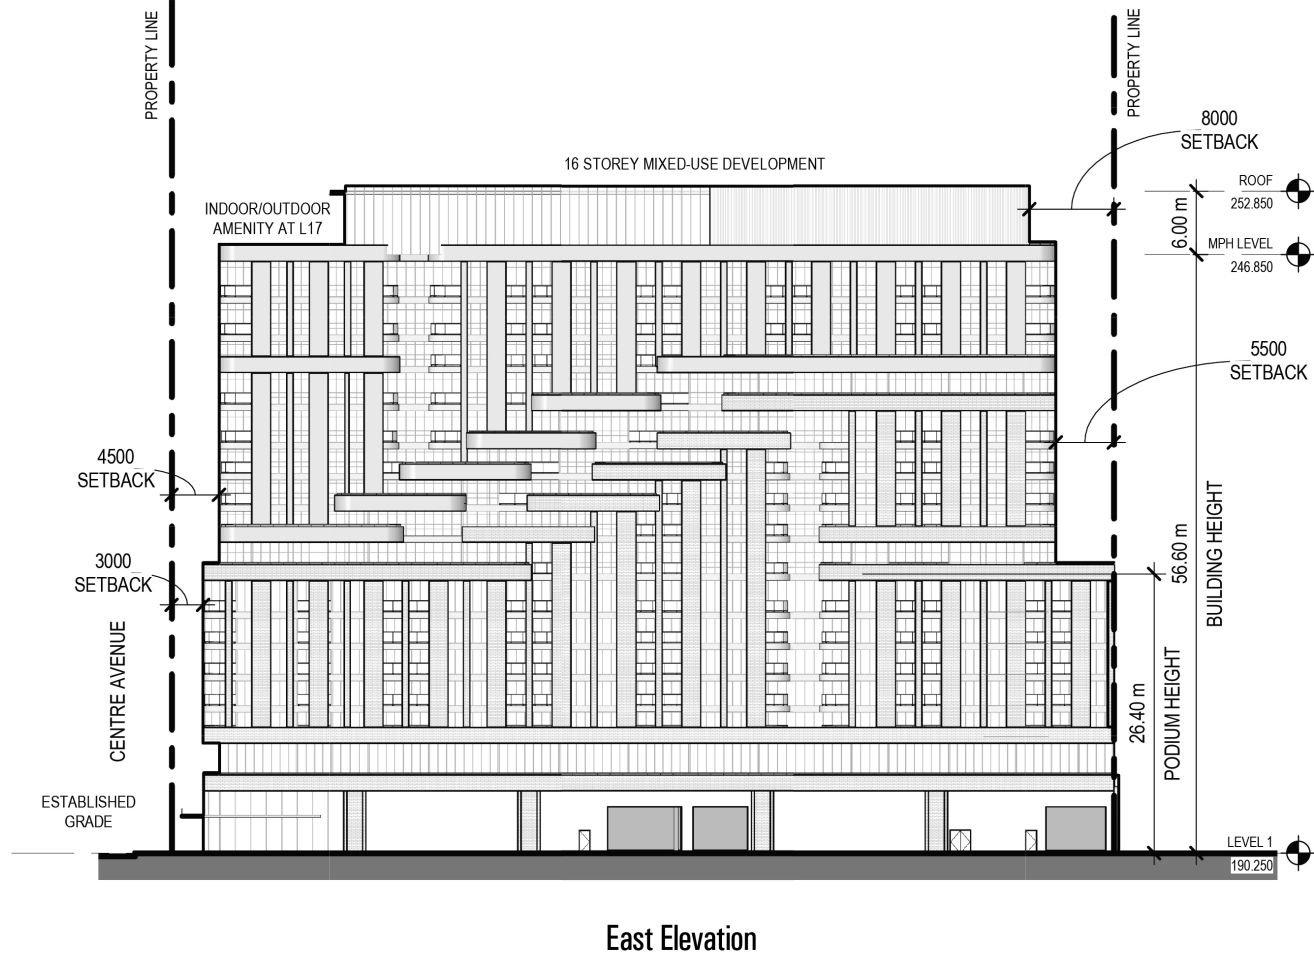 PROPERTY LINE
PROPERTY LINE
8000
SETBACK
16 STOREY MIXED-USE DEVELOPMENT
ROOF
252.850
INDOOR/OUTDOOR
AMENITY AT L17
6.00 m
MPH LEVEL
246.850
5500
SETBACK
4500
SETBACK
3000
SETBACK
56.60 m
BUILDING HEIGHT
CENTRE AVENUE
26.40 m
PODIUM HEIGHT
ESTABLISHED
GRADE
LEVEL 1
190.250
East Elevation